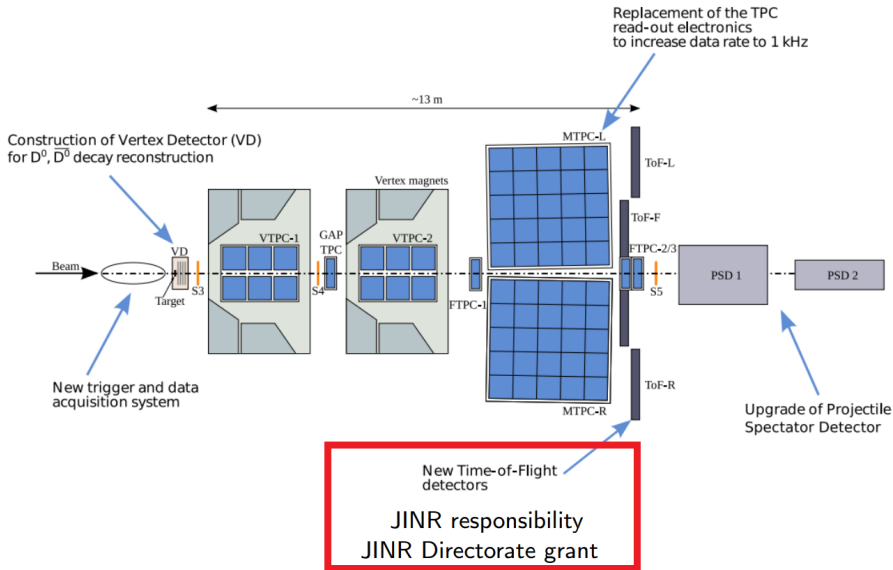 Replacement of the TPC
read-out electronics
to increase data rate to 1 kHz
~13 m
Construction of Vertex Detector (VD)
for D⁰, D̅⁰ decay reconstruction
MTPC-L
ToF-L
Vertex magnets
ToF-F
VD
VTPC-1
GAP
TPC
VTPC-2
FTPC-2/3
Beam
Target
S3
S4
FTPC-1
S5
PSD 1
PSD 2
New trigger and data
acquisition system
MTPC-R
ToF-R
Upgrade of Projectile
Spectator Detector
New Time-of-Flight
detectors
JINR responsibility
JINR Directorate grant